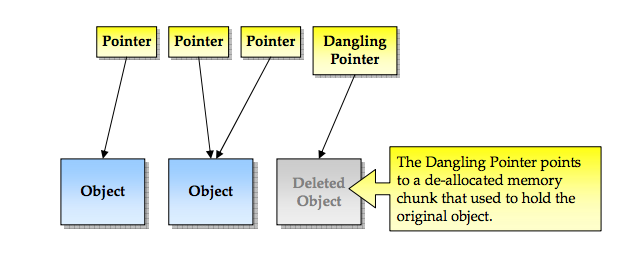 Pointer
Pointer
Pointer
Dangling
Pointer
Object
Object
Deleted
Object
The Dangling Pointer points
to a de-allocated memory
chunk that used to hold the
original object.